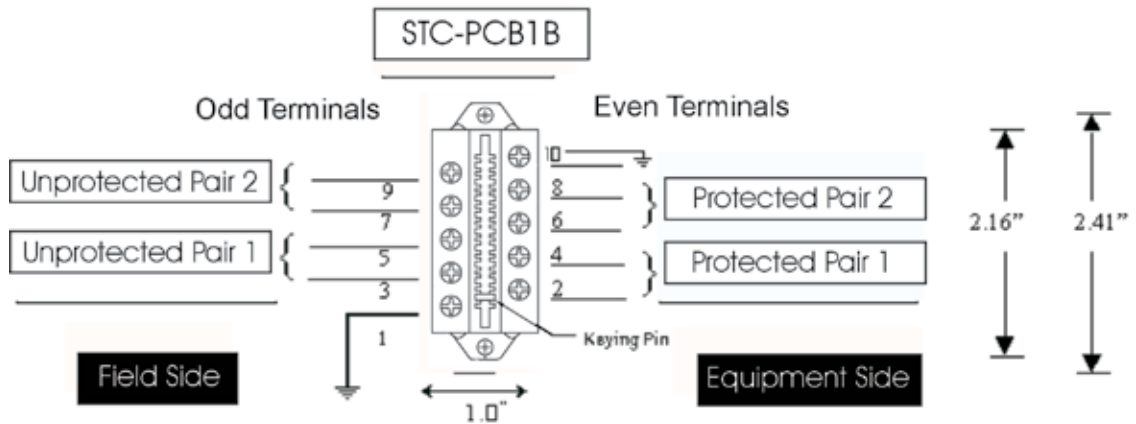 STC-PCB1B
Odd Terminals
Even Terminals
Unprotected Pair 2
Unprotected Pair 1
9
7
5
3
1
10
8
6
4
2
Protected Pair 2
Protected Pair 1
2.16”
2.41”
Keying Pin
Field Side
Equipment Side
1.0"